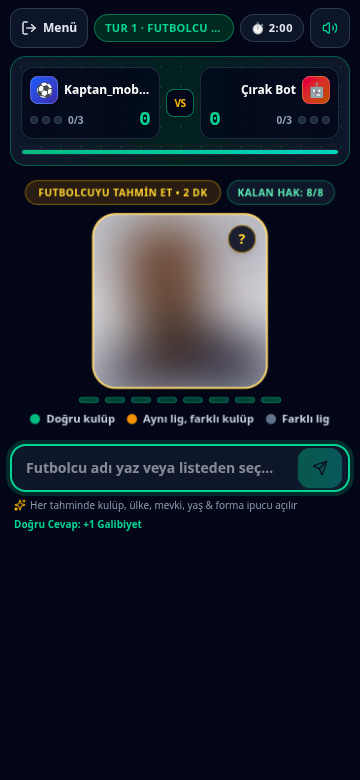 Menü
TUR 1 · FUTBOLCU ...
2:00
Kaptan_mob...
0/3
0
VS
Çırak Bot
0
0/3
FUTBOLCUYU TAHMİN ET • 2 DK
KALAN HAK: 8/8
?
Doğru kulüp
Aynı lig, farklı kulüp
Farklı lig
Futbolcu adı yaz veya listeden seç...
Her tahminde kulüp, ülke, mevki, yaş & forma ipucu açılır
Doğru Cevap: +1 Galibiyet